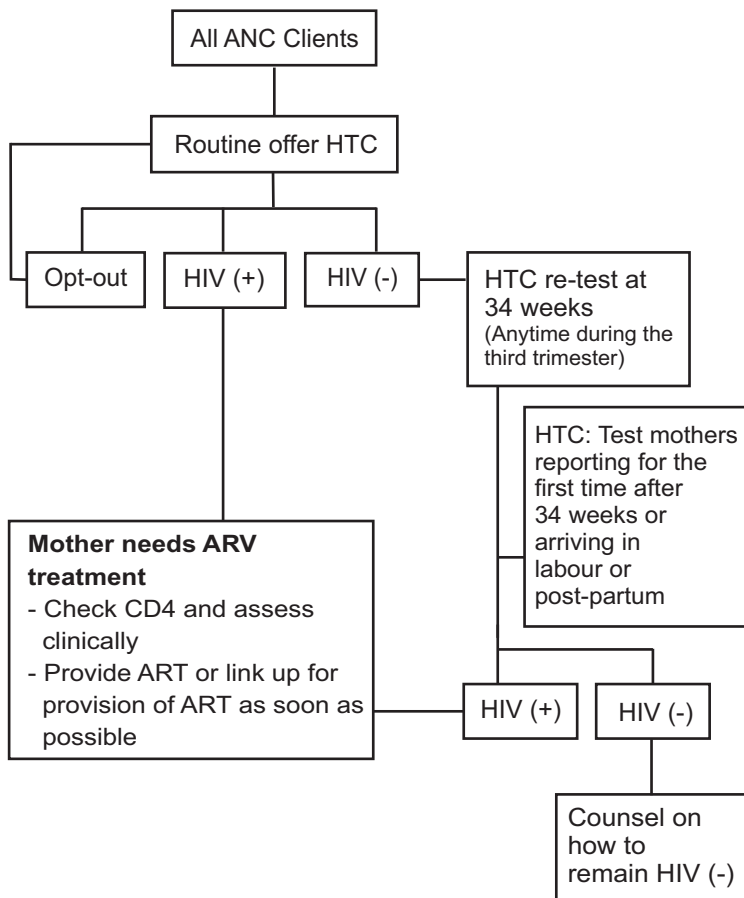 All ANC Clients
Routine offer HTC
Opt-out
HIV (+)
HIV (-)
HTC re-test at
34 weeks
(Anytime during the
third trimester)
HTC: Test mothers
reporting for the
first time after
34 weeks or
arriving in
labour or
post-partum
Mother needs ARV
treatment
- Check CD4 and assess
clinically
- Provide ART or link up for
provision of ART as soon as
possible
HIV (+)
HIV (-)
Counsel on
how to
remain HIV (-)